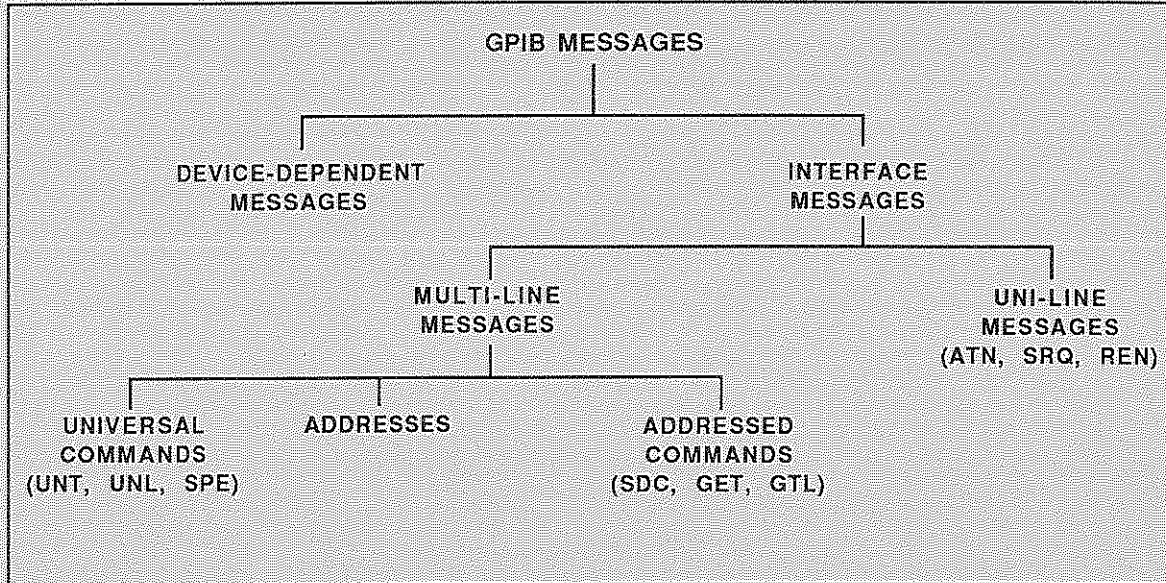 GPIB MESSAGES
DEVICE-DEPENDENT
MESSAGES
INTERFACE
MESSAGES
MULTI-LINE
MESSAGES
UNI-LINE
MESSAGES
(ATN, SRQ, REN)
UNIVERSAL
COMMANDS
(UNT, UNL, SPE)
ADDRESSES
ADDRESSED
COMMANDS
(SDC, GET, GTL)